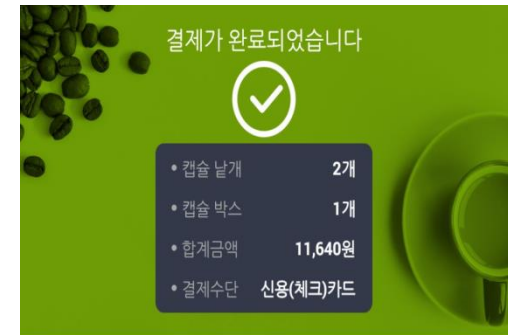 결제가 완료되었습니다
• 캡슐 낱개 2개
• 캡슐 박스 1개
• 합계금액 11,640원
• 결제수단 신용(체크)카드